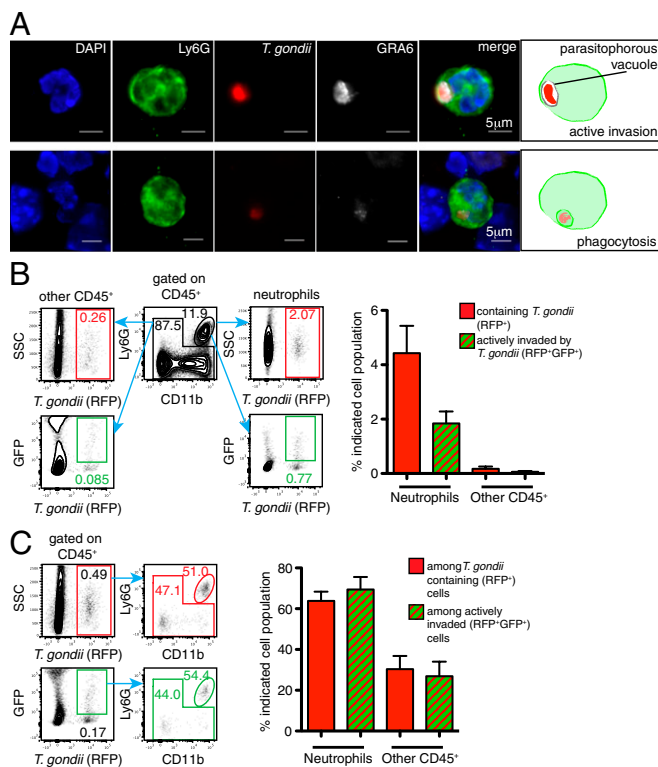 A
DAPI
Ly6G
T. gondii
GRA6
merge
5μm
parasitophorous
vacuole
active invasion
5μm
phagocytosis
B
other CD45+
gated on
CD45+
neutrophils
0.26
87.5
11.9
2.07
SSC
Ly6G
SSC
T. gondii (RFP)
CD11b
T. gondii (RFP)
GFP
0.085
GFP
0.77
T. gondii (RFP)
T. gondii (RFP)
% indicated cell population
6
4
2
0
containing T. gondii
(RFP+)
actively invaded by
T. gondii (RFP+GFP+)
Neutrophils
Other CD45+
C
gated on
CD45+
0.49
47.1
51.0
SSC
Ly6G
T. gondii (RFP)
CD11b
GFP
0.17
Ly6G
44.0
54.4
T. gondii (RFP)
CD11b
% indicated cell population
80
60
40
20
0
among T. gondii
containing (RFP+)
cells
among actively
invaded (RFP+GFP+)
cells
Neutrophils
Other CD45+